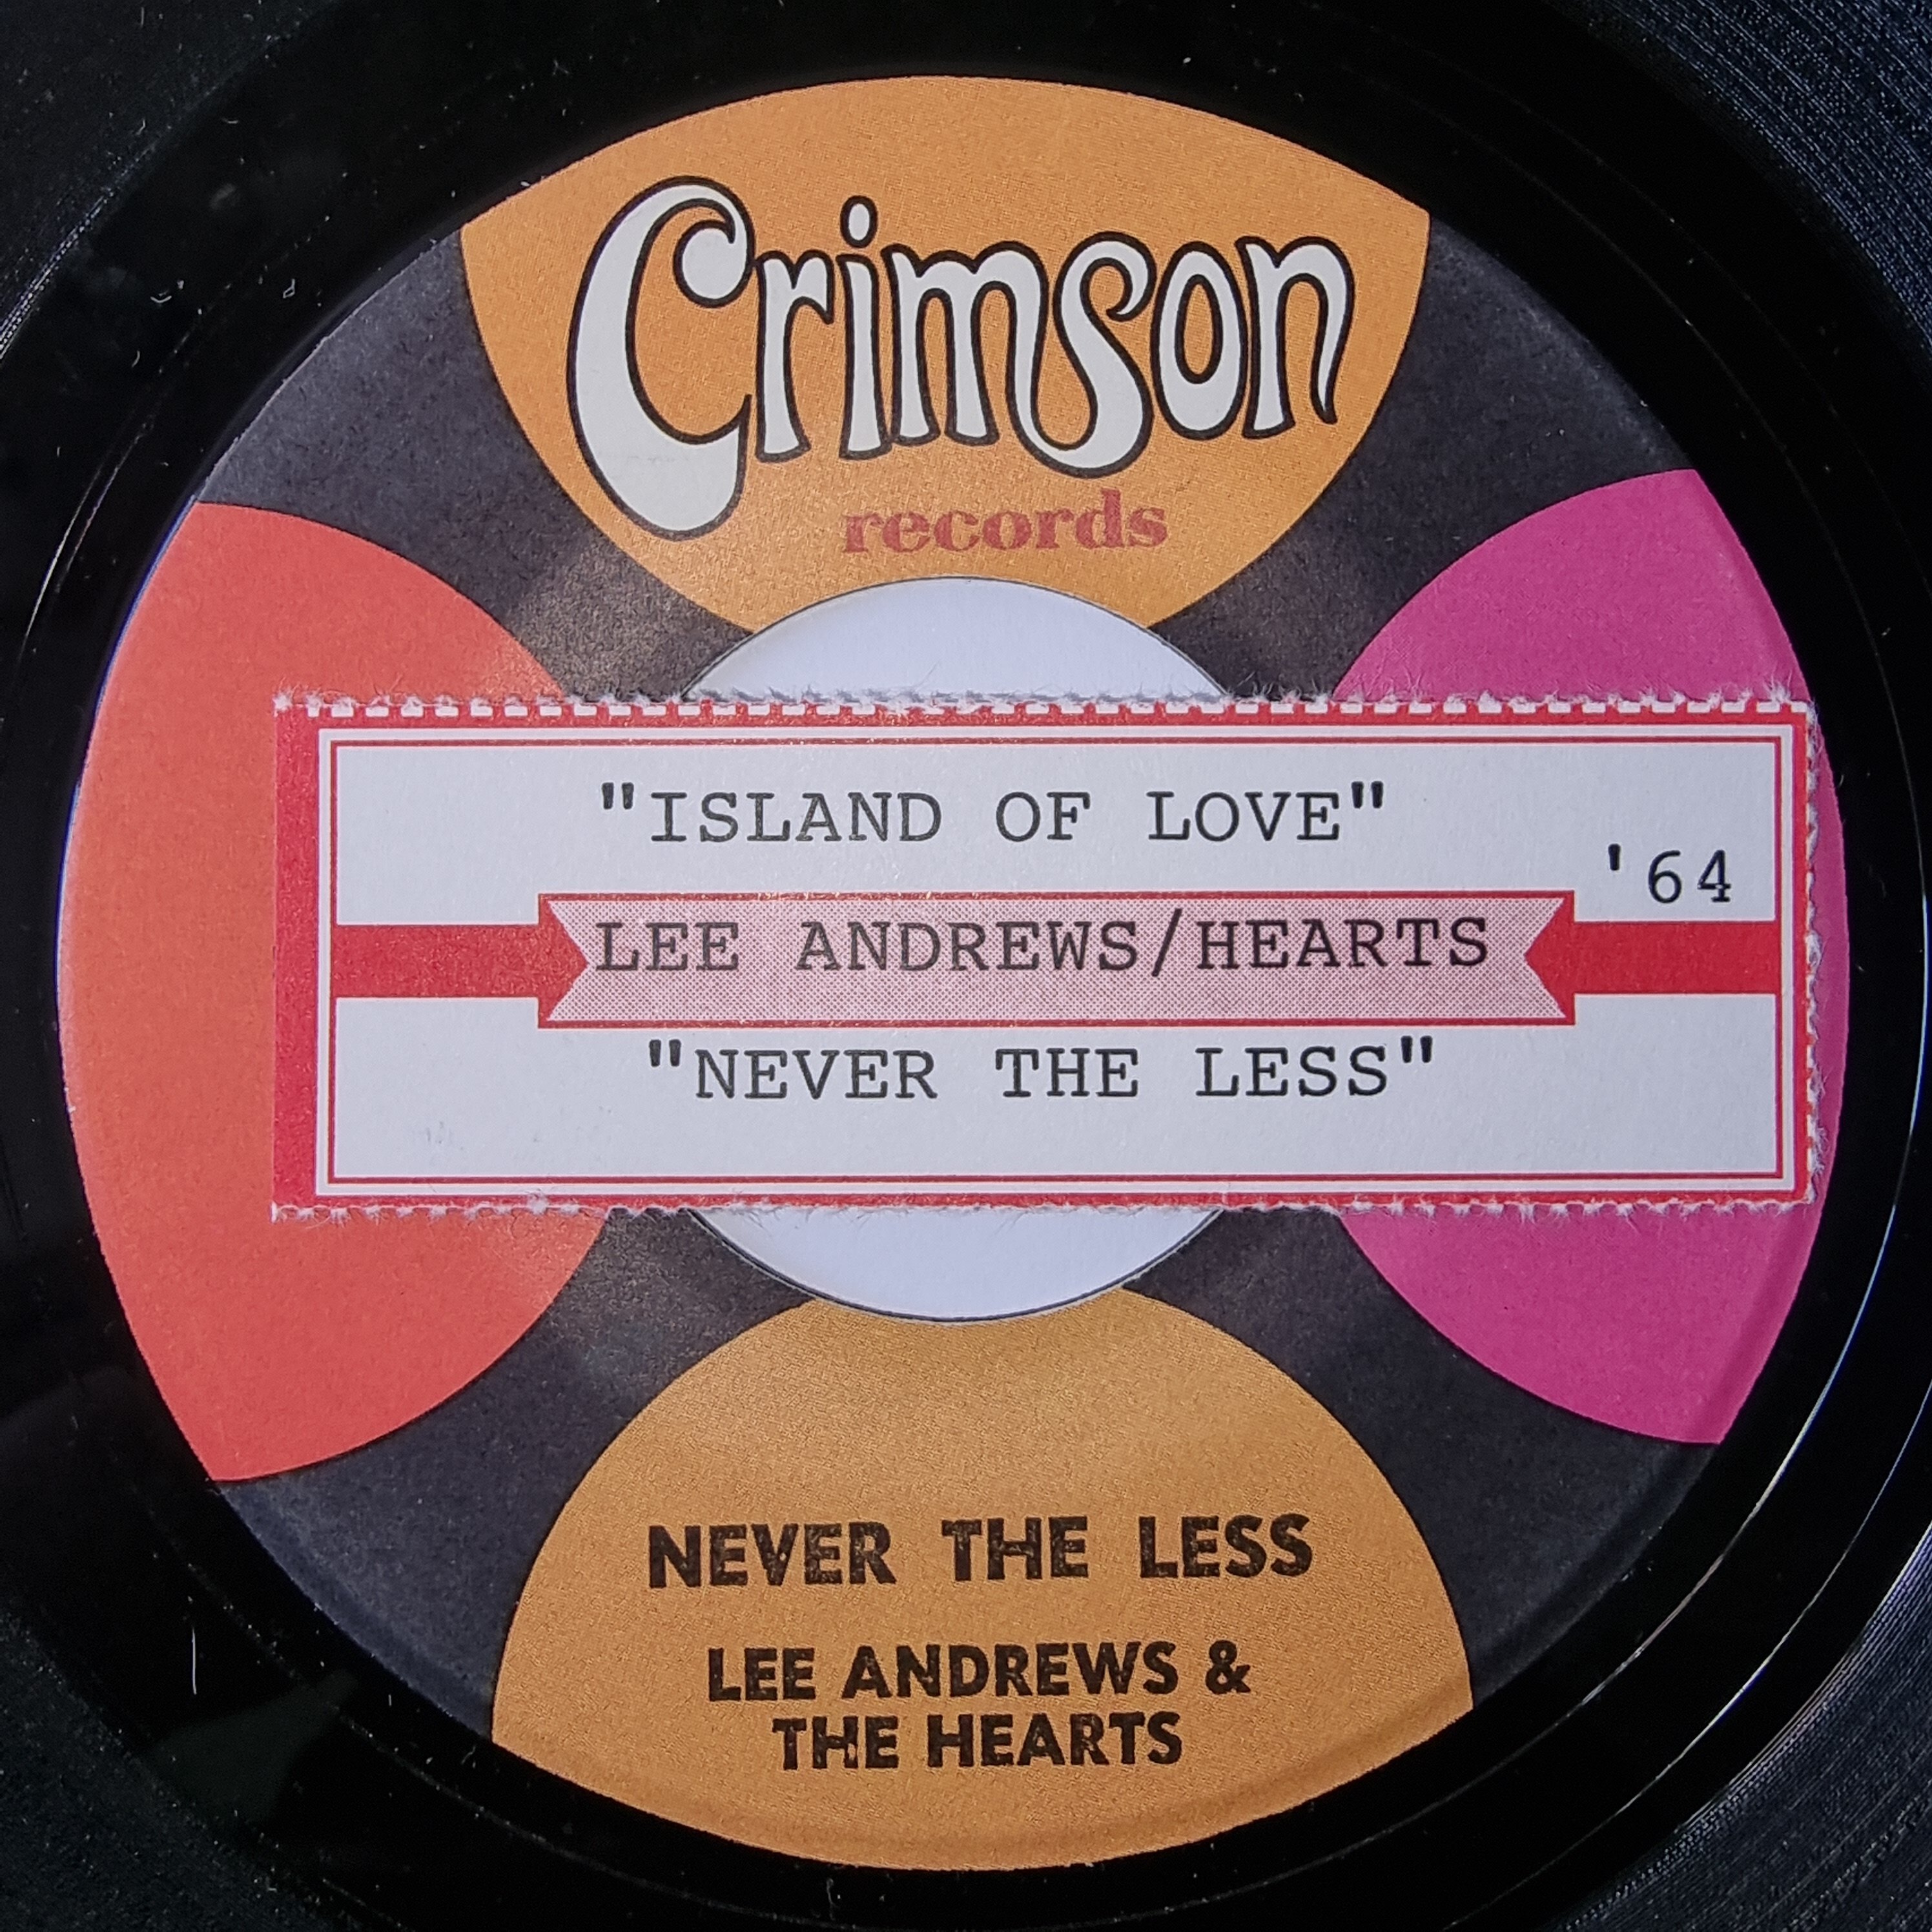 Crimson
records
"ISLAND OF LOVE"
'64
LEE ANDREWS/HEARTS
"NEVER THE LESS"
NEVER THE LESS
LEE ANDREWS &
THE HEARTS